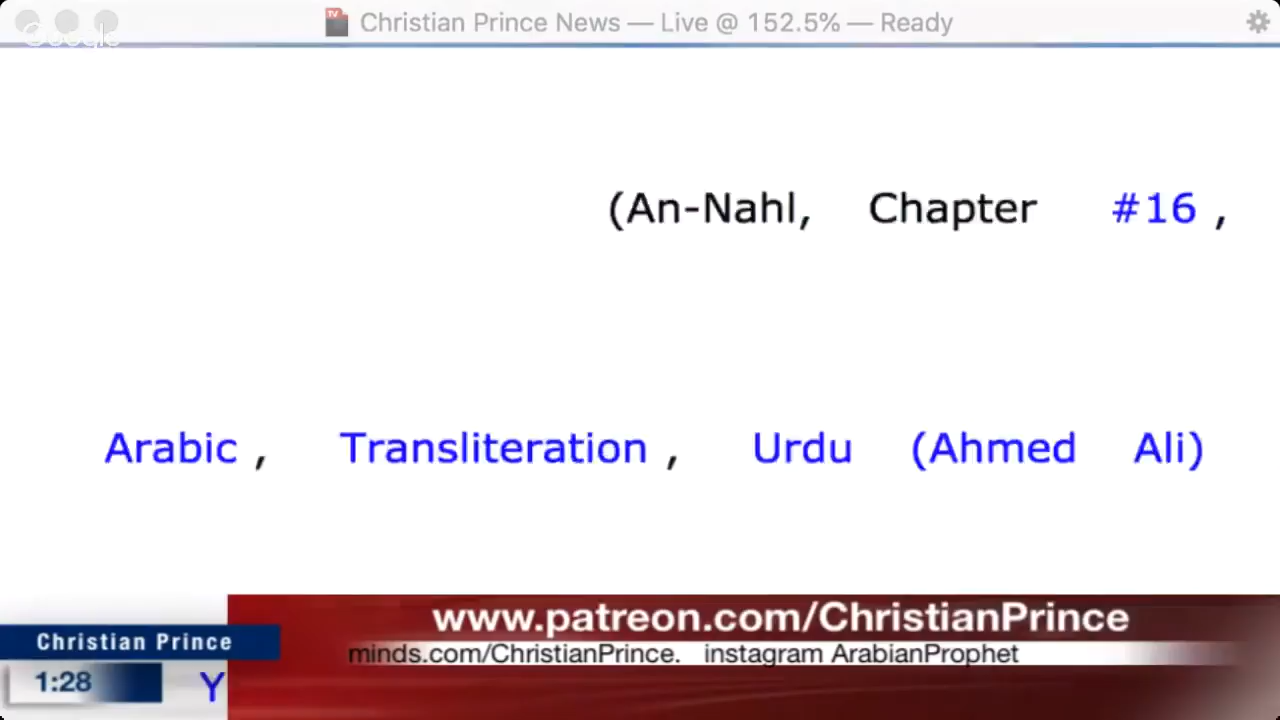 Christian Prince News — Live @ 152.5% — Ready
Google
(An-Nahl, Chapter #16 ,
Arabic , Transliteration , Urdu (Ahmed Ali)
www.patreon.com/ChristianPrince
Christian Prince
minds.com/ChristianPrince. instagram ArabianProphet
1:28
Y